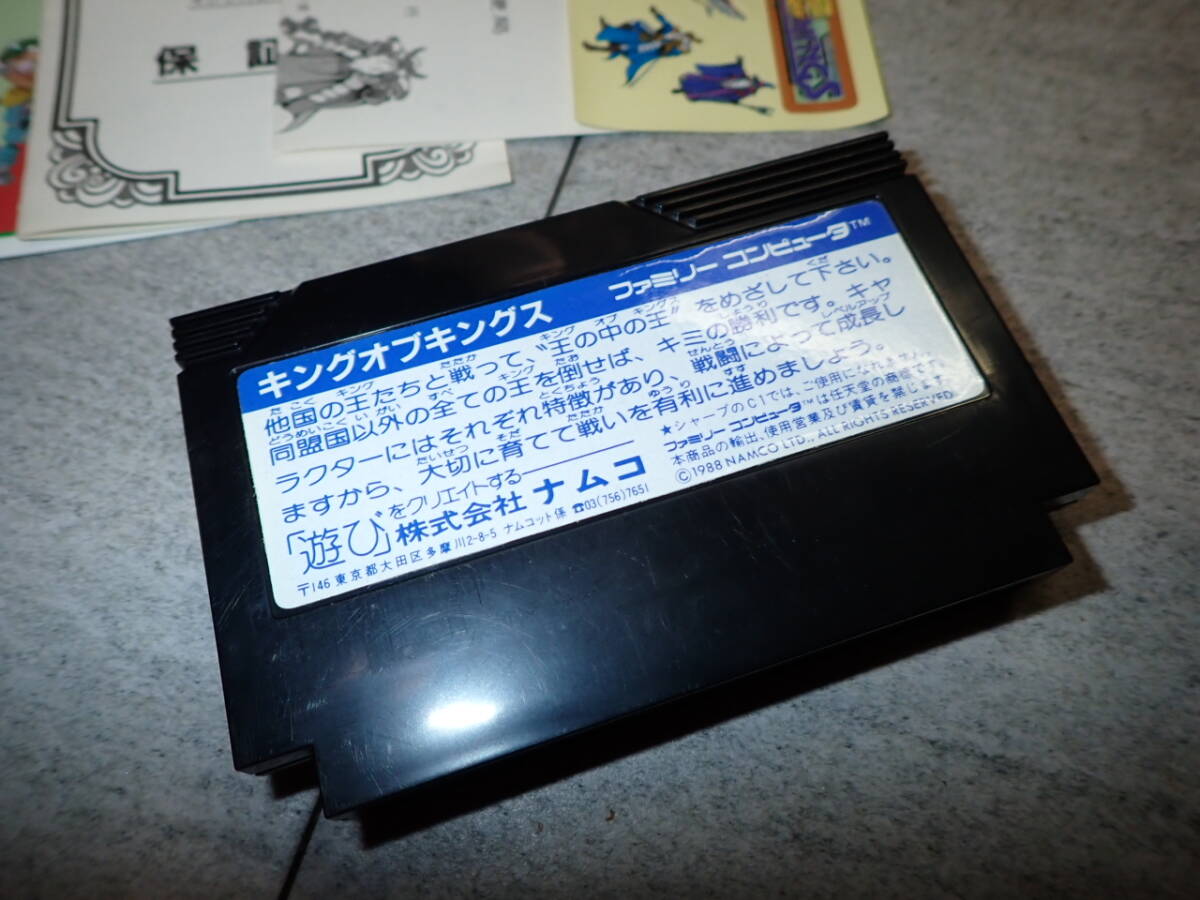 保証
キングオブキングス ファミリーコンピュータ™
他国の王たちと戦って、〝王の中の王〟をめざして下さい。
同盟国以外の全ての王を倒せば、キミの勝利です。キャ
ラクターにはそれぞれ特徴があり、戦闘によって成長し
ますから、大切に育てて戦いを有利に進めましょう。
「遊び」をクリエイトする
株式会社ナムコ
〒146 東京都大田区多摩川2-8-5 ナムコット係 ☎03(756)7651
★シャープのC1では、ご使用になれません。
ファミリーコンピュータ™は任天堂の商標です。
本商品の輸出、使用営業及び賃貸を禁じます。
©1988 NAMCO LTD., ALL RIGHTS RESERVED